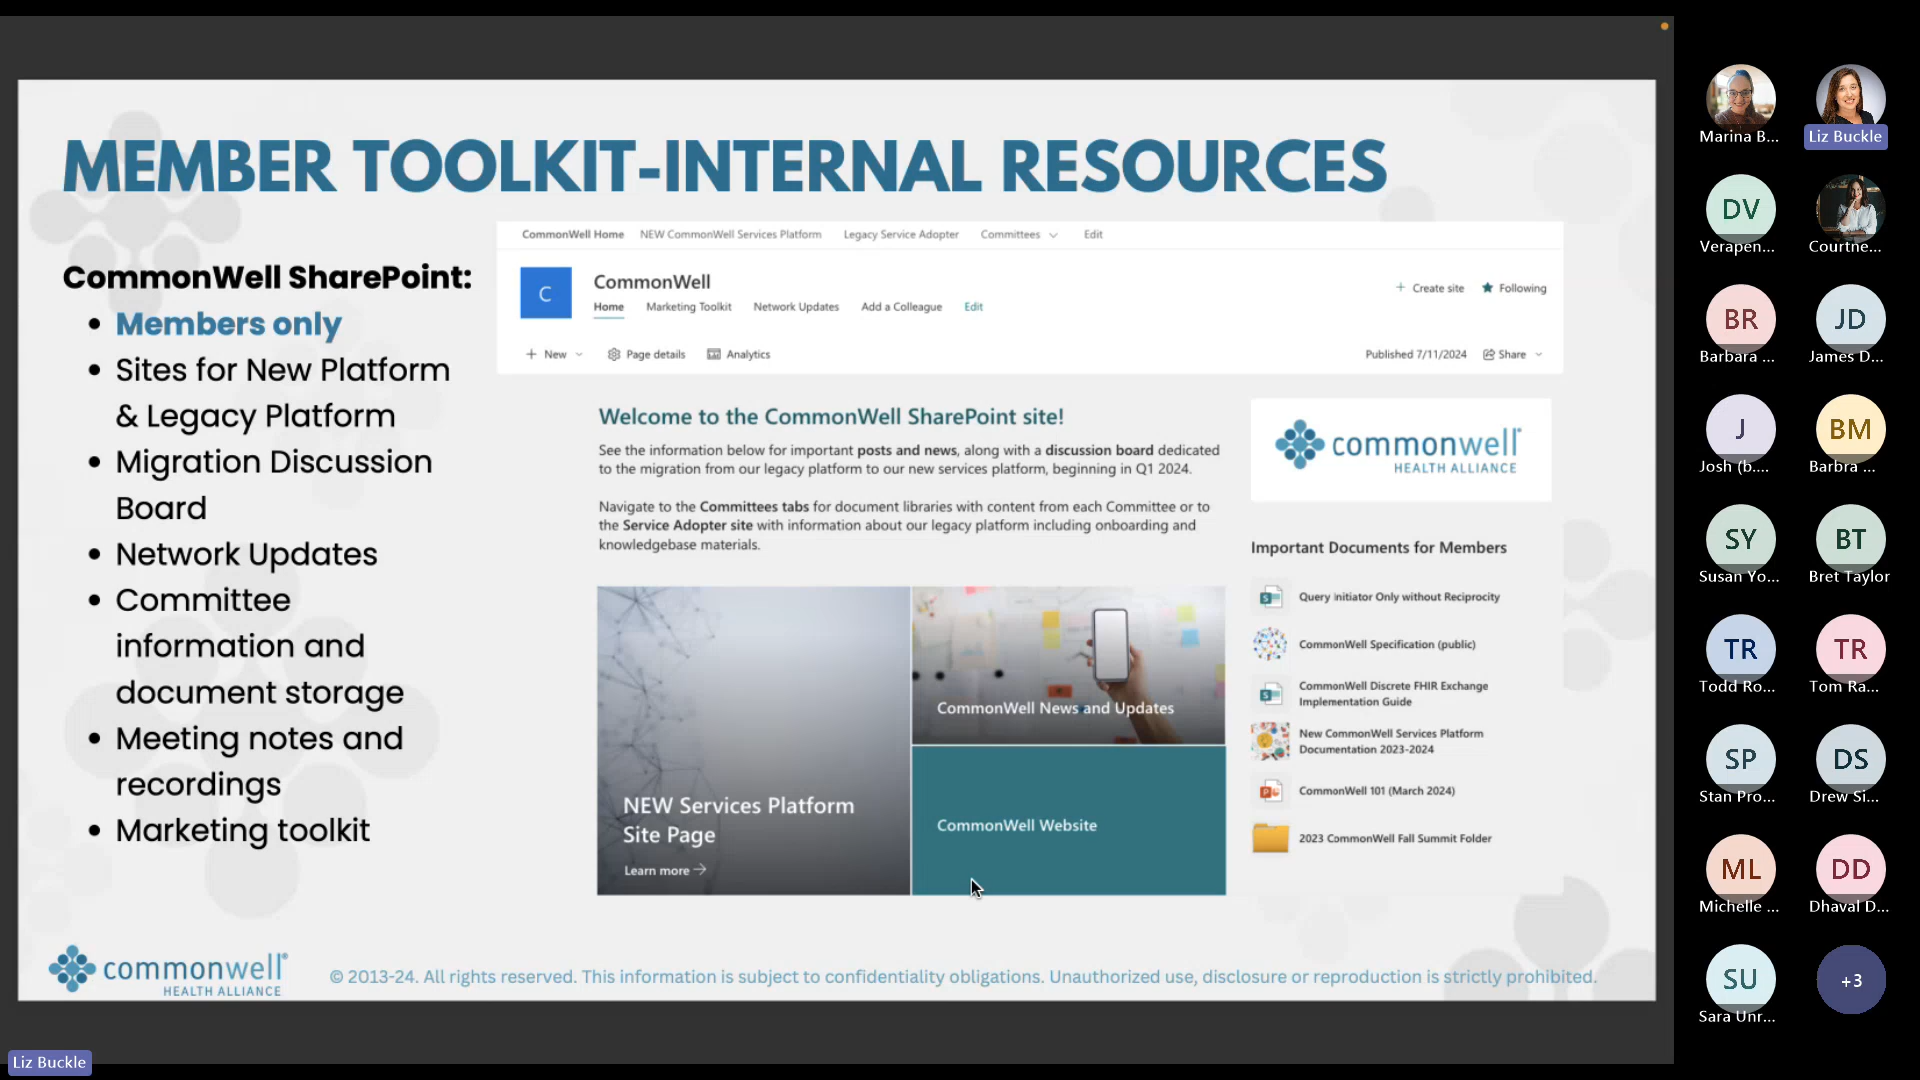 MEMBER TOOLKIT-INTERNAL RESOURCES
CommonWell SharePoint:
• Members only
• Sites for New Platform
& Legacy Platform
• Migration Discussion
Board
• Network Updates
• Committee
information and
document storage
• Meeting notes and
recordings
• Marketing toolkit
CommonWell Home NEW CommonWell Services Platform Legacy Service Adopter Committees Edit
C
CommonWell
Home Marketing Toolkit Network Updates Add a Colleague Edit
+ Create site ★ Following
+ New Page details Analytics
Published 7/11/2024 Share
Welcome to the CommonWell SharePoint site!
See the information below for important posts and news, along with a discussion board dedicated
to the migration from our legacy platform to our new services platform, beginning in Q1 2024.
Navigate to the Committees tabs for document libraries with content from each Committee or to
the Service Adopter site with information about our legacy platform including onboarding and
knowledgebase materials.
NEW Services Platform
Site Page
Learn more →
CommonWell News and Updates
CommonWell Website
commonwell®
HEALTH ALLIANCE
Important Documents for Members
Query Initiator Only without Reciprocity
CommonWell Specification (public)
CommonWell Discrete FHIR Exchange
Implementation Guide
New CommonWell Services Platform
Documentation 2023-2024
CommonWell 101 (March 2024)
2023 CommonWell Fall Summit Folder
commonwell®
HEALTH ALLIANCE
© 2013-24. All rights reserved. This information is subject to confidentiality obligations. Unauthorized use, disclosure or reproduction is strictly prohibited.
Liz Buckle
Marina B...
Liz Buckle
DV
Verapen...
Courtne...
BR
Barbara ...
JD
James D...
J
Josh (b....
BM
Barbra ...
SY
Susan Yo...
BT
Bret Taylor
TR
Todd Ro...
TR
Tom Ra...
SP
Stan Pro...
DS
Drew Si...
ML
Michelle ...
DD
Dhaval D...
SU
Sara Unr...
+3